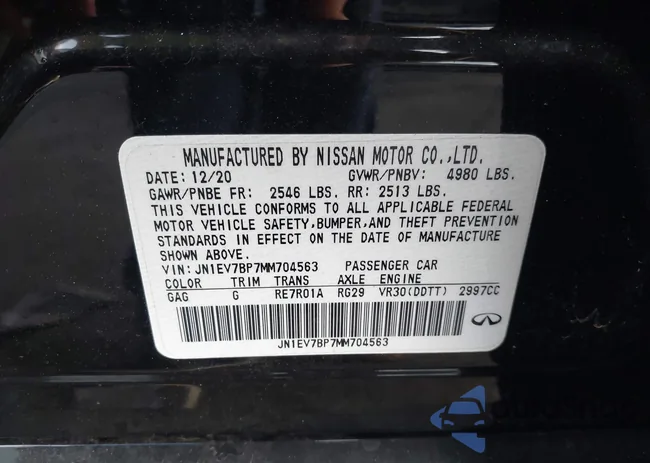 MANUFACTURED BY NISSAN MOTOR CO.,LTD.
DATE: 12/20 GVWR/PNBV: 4980 LBS.
GAWR/PNBE FR: 2546 LBS. RR: 2513 LBS.
THIS VEHICLE CONFORMS TO ALL APPLICABLE FEDERAL
MOTOR VEHICLE SAFETY,BUMPER,AND THEFT PREVENTION
STANDARDS IN EFFECT ON THE DATE OF MANUFACTURE
SHOWN ABOVE.
VIN: JN1EV7BP7MM704563 PASSENGER CAR
COLOR TRIM TRANS AXLE ENGINE
GAG G RE7R01A RG29 VR30(DDTT) 2997CC
JN1EV7BP7MM704563